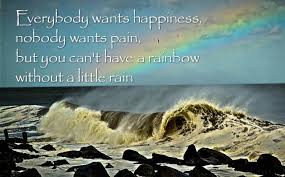 Everybody wants happiness,
nobody wants pain,
but you can't have a rainbow
without a little rain